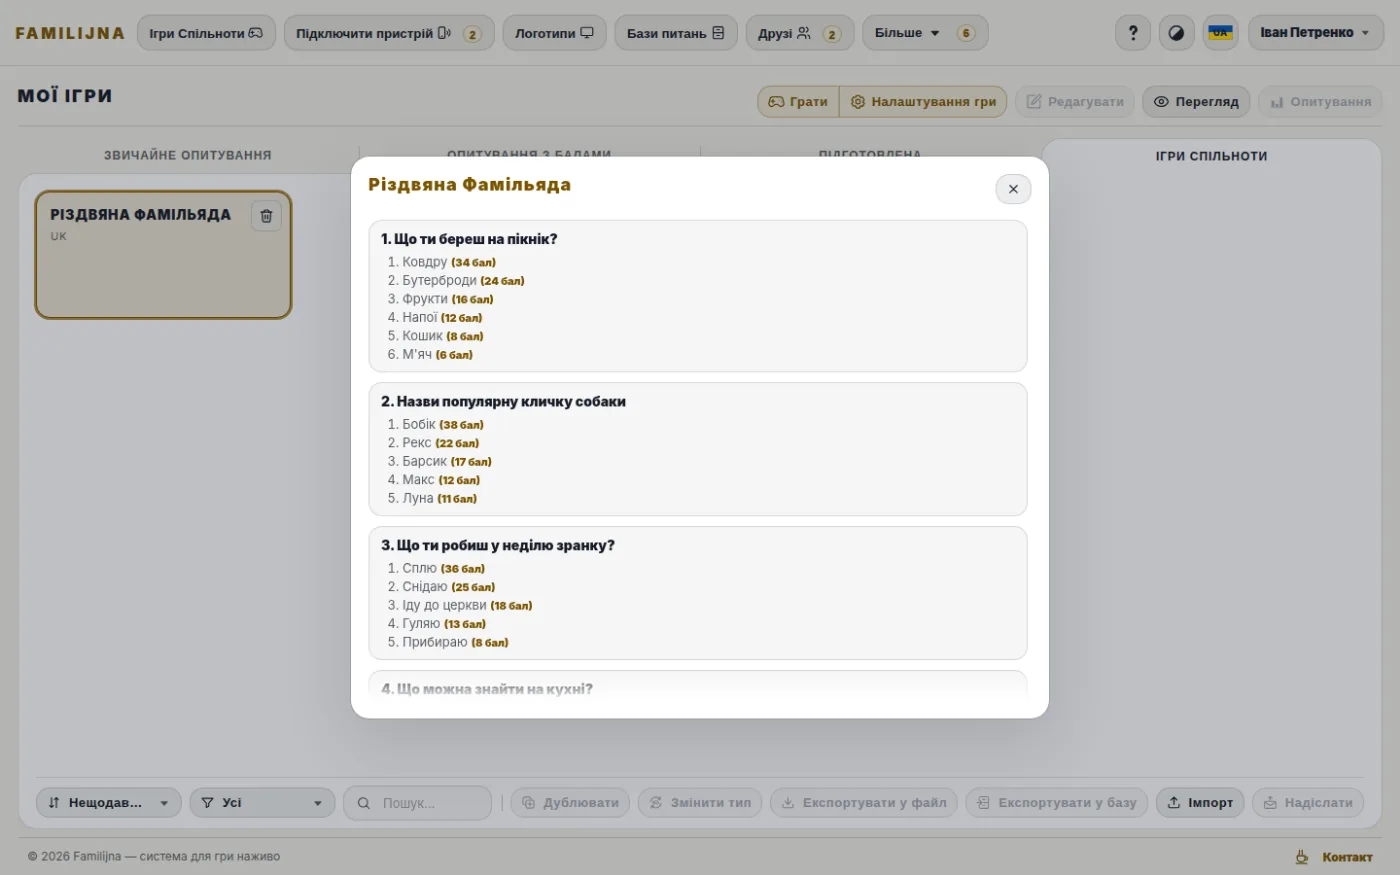 FAMILIJNA
Ігри Спільноти
Підключити пристрій 2
Логотипи
Бази питань
Друзі 2
Більше 6
?
UA
Іван Петренко
МОЇ ІГРИ
Грати
Налаштування гри
Редагувати
Перегляд
Опитування
ЗВИЧАЙНЕ ОПИТУВАННЯ
ОПИТУВАННЯ З БАЛАМИ
ПІДГОТОВЛЕНА
ІГРИ СПІЛЬНОТИ
РІЗДВЯНА ФАМІЛЬЯДА
UK
Різдвяна Фамільяда
1. Що ти береш на пікнік?
1. Ковдру (34 бал)
2. Бутерброди (24 бал)
3. Фрукти (16 бал)
4. Напої (12 бал)
5. Кошик (8 бал)
6. М'яч (6 бал)
2. Назви популярну кличку собаки
1. Бобік (38 бал)
2. Рекс (22 бал)
3. Барсик (17 бал)
4. Макс (12 бал)
5. Луна (11 бал)
3. Що ти робиш у неділю зранку?
1. Сплю (36 бал)
2. Снідаю (25 бал)
3. Іду до церкви (18 бал)
4. Гуляю (13 бал)
5. Прибираю (8 бал)
4. Що можна знайти на кухні?
Нещодав...
Усі
Пошук...
Дублювати
Змінити тип
Експортувати у файл
Експортувати у базу
Імпорт
Надіслати
© 2026 Familijna — система для гри наживо
Контакт